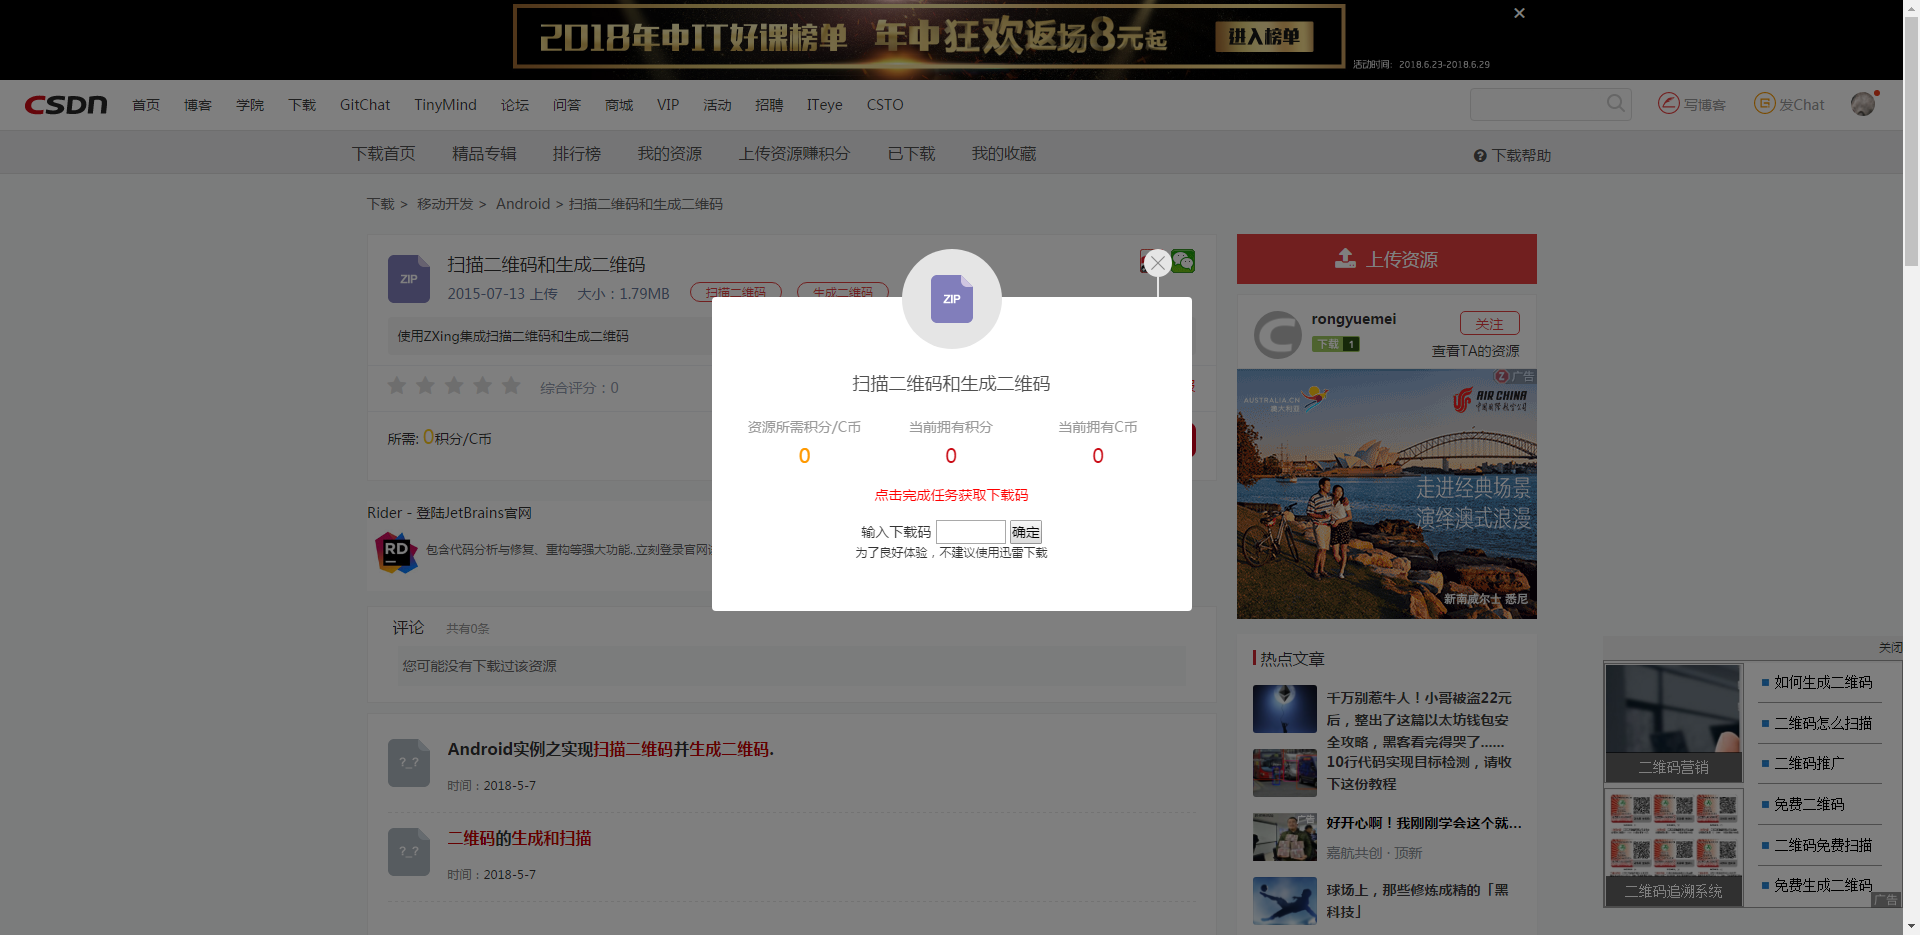 2018年中IT好课榜单 年中狂欢返场8元起 进入榜单
活动时间：2018.6.23-2018.6.29
CSDN 首页 博客 学院 下载 GitChat TinyMind 论坛 问答 商城 VIP 活动 招聘 ITeye CSTO 写博客 发Chat
下载首页 精品专辑 排行榜 我的资源 上传资源赚积分 已下载 我的收藏 下载帮助
下载 > 移动开发 > Android > 扫描二维码和生成二维码
ZIP
扫描二维码和生成二维码
2015-07-13 上传 大小：1.79MB 扫描二维码 生成二维码
使用ZXing集成扫描二维码和生成二维码
综合评分：0
所需: 0积分/C币
ZIP
扫描二维码和生成二维码
资源所需积分/C币 当前拥有积分 当前拥有C币
0 0 0
点击完成任务获取下载码
输入下载码 确定
为了良好体验，不建议使用迅雷下载
Rider - 登陆JetBrains官网
RD
包含代码分析与修复、重构等强大功能..立刻登录官网
评论 共有0条
您可能没有下载过该资源
?_?
Android实例之实现扫描二维码并生成二维码.
时间：2018-5-7
?_?
二维码的生成和扫描
时间：2018-5-7
上传资源
rongyuemei 关注
下载 1
查看TA的资源
广告
AUSTRALIA.CN
澳大利亚
AIR CHINA
中国国际航空公司
走进经典场景
演绎澳式浪漫
新南威尔士 悉尼
热点文章
千万别惹牛人！小哥被盗22元
后，整出了这篇以太坊钱包安
全攻略，黑客看完得哭了......
10行代码实现目标检测，请收
下这份教程
广告
好开心啊！我刚刚学会这个就...
嘉航共创 · 顶新
球场上，那些修炼成精的「黑
科技」
关闭
二维码营销
二维码追溯系统
如何生成二维码
二维码怎么扫描
二维码推广
免费二维码
二维码免费扫描
免费生成二维码
广告